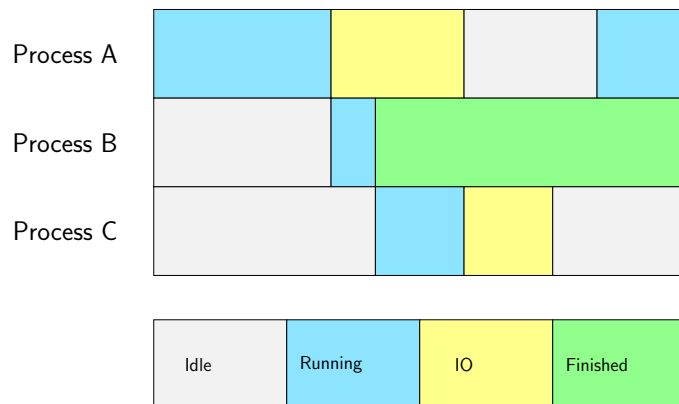 Process A
Process B
Process C
Idle Running IO Finished